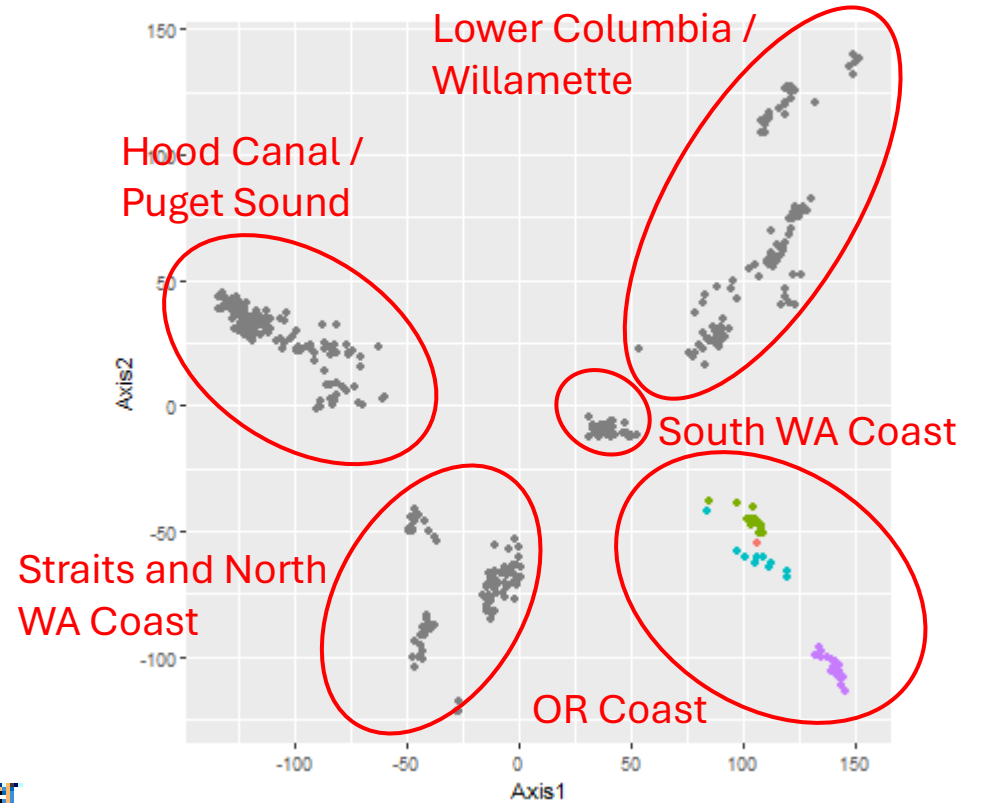 Lower Columbia /
Willamette
Hood Canal /
Puget Sound
South WA Coast
Straits and North
WA Coast
OR Coast
150
100
50
0
-50
-100
Axis2
-100
-50
0
50
100
150
Axis1